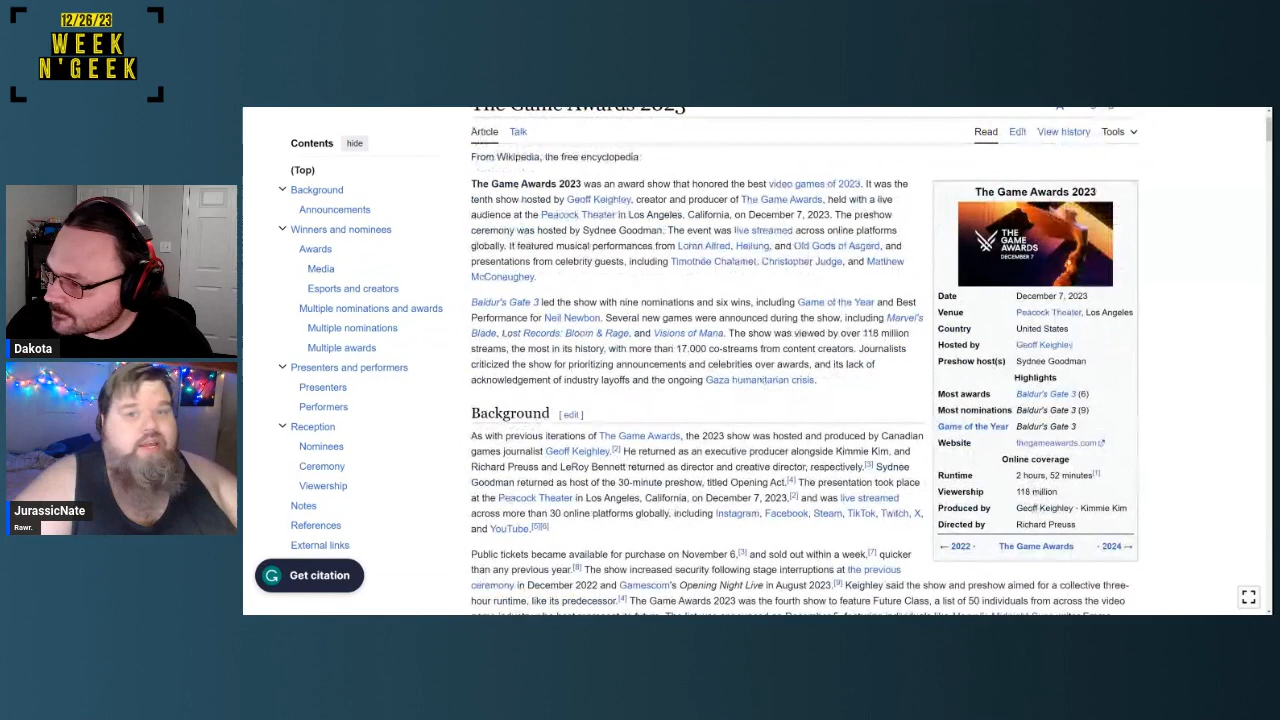 12/26/23
WEEK
N'GEEK
Dakota
JurassicNate
Rawr.
The Game Awards 2023
Contents hide
(Top)
Background
Announcements
Winners and nominees
Awards
Media
Esports and creators
Multiple nominations and awards
Multiple nominations
Multiple awards
Presenters and performers
Presenters
Performers
Reception
Nominees
Ceremony
Viewership
Notes
References
External links
Get citation
Article Talk Read Edit View history Tools
From Wikipedia, the free encyclopedia
The Game Awards 2023 was an award show that honored the best video games of 2023. It was the
tenth show hosted by Geoff Keighley, creator and producer of The Game Awards, held with a live
audience at the Peacock Theater in Los Angeles, California, on December 7, 2023. The preshow
ceremony was hosted by Sydnee Goodman. The event was live streamed across online platforms
globally. It featured musical performances from Lorien Allred, Heilung, and Old Gods of Asgard, and
presentations from celebrity guests, including Timothée Chalamet, Christopher Judge, and Matthew
McConaughey.
Baldur's Gate 3 led the show with nine nominations and six wins, including Game of the Year and Best
Performance for Neil Newbon. Several new games were announced during the show, including Marvel's
Blade, Lost Records: Bloom & Rage, and Visions of Mana. The show was viewed by over 118 million
streams, the most in its history, with more than 17,000 co-streams from content creators. Journalists
criticized the show for prioritizing announcements and celebrities over awards, and its lack of
acknowledgement of industry layoffs and the ongoing Gaza humanitarian crisis.
Background [ edit ]
As with previous iterations of The Game Awards, the 2023 show was hosted and produced by Canadian
games journalist Geoff Keighley.[2] He returned as an executive producer alongside Kimmie Kim, and
Richard Preuss and LeRoy Bennett returned as director and creative director, respectively.[3] Sydnee
Goodman returned as host of the 30-minute preshow, titled Opening Act.[4] The presentation took place
at the Peacock Theater in Los Angeles, California, on December 7, 2023,[2] and was live streamed
across more than 30 online platforms globally, including Instagram, Facebook, Steam, TikTok, Twitch, X,
and YouTube.[5][6]
Public tickets became available for purchase on November 6,[3] and sold out within a week,[7] quicker
than any previous year.[8] The show increased security following stage interruptions at the previous
ceremony in December 2022 and Gamescom's Opening Night Live in August 2023.[9] Keighley said the show and preshow aimed for a collective three-
hour runtime, like its predecessor.[4] The Game Awards 2023 was the fourth show to feature Future Class, a list of 50 individuals from across the video
The Game Awards 2023
THE
GAME
AWARDS
DECEMBER 7
Date December 7, 2023
Venue Peacock Theater, Los Angeles
Country United States
Hosted by Geoff Keighley
Preshow host(s) Sydnee Goodman
Highlights
Most awards Baldur's Gate 3 (6)
Most nominations Baldur's Gate 3 (9)
Game of the Year Baldur's Gate 3
Website thegameawards.com
Online coverage
Runtime 2 hours, 52 minutes[1]
Viewership 118 million
Produced by Geoff Keighley · Kimmie Kim
Directed by Richard Preuss
← 2022 · The Game Awards · 2024 →